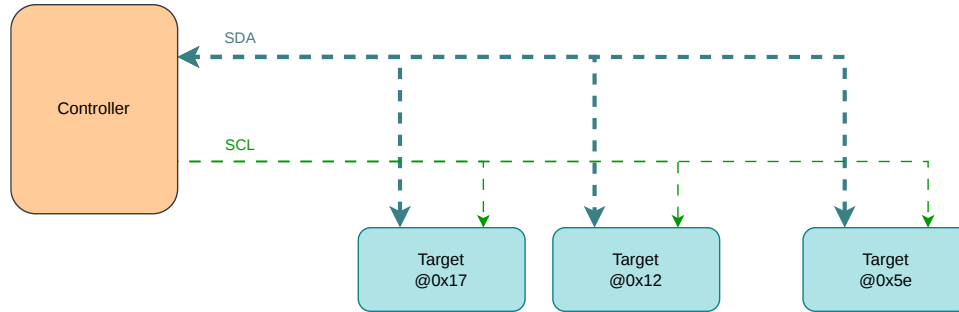 SDA
Controller
SCL
Target
@0x17
Target
@0x12
Target
@0x5e